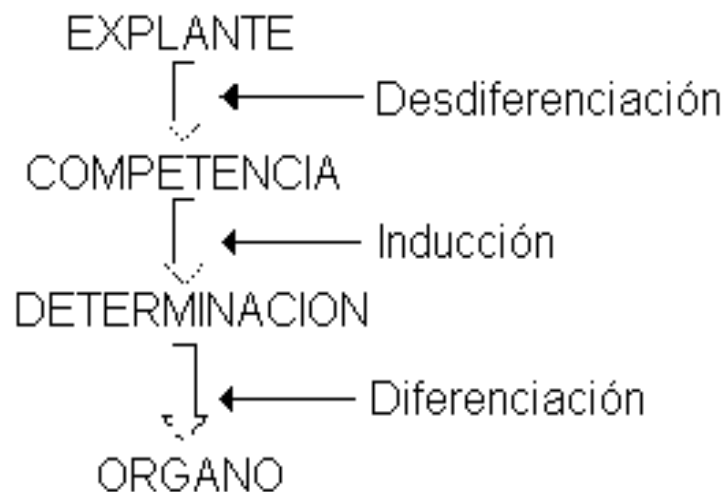 EXPLANTE
Desdiferenciación
COMPETENCIA
Inducción
DETERMINACION
Diferenciación
ORGANO